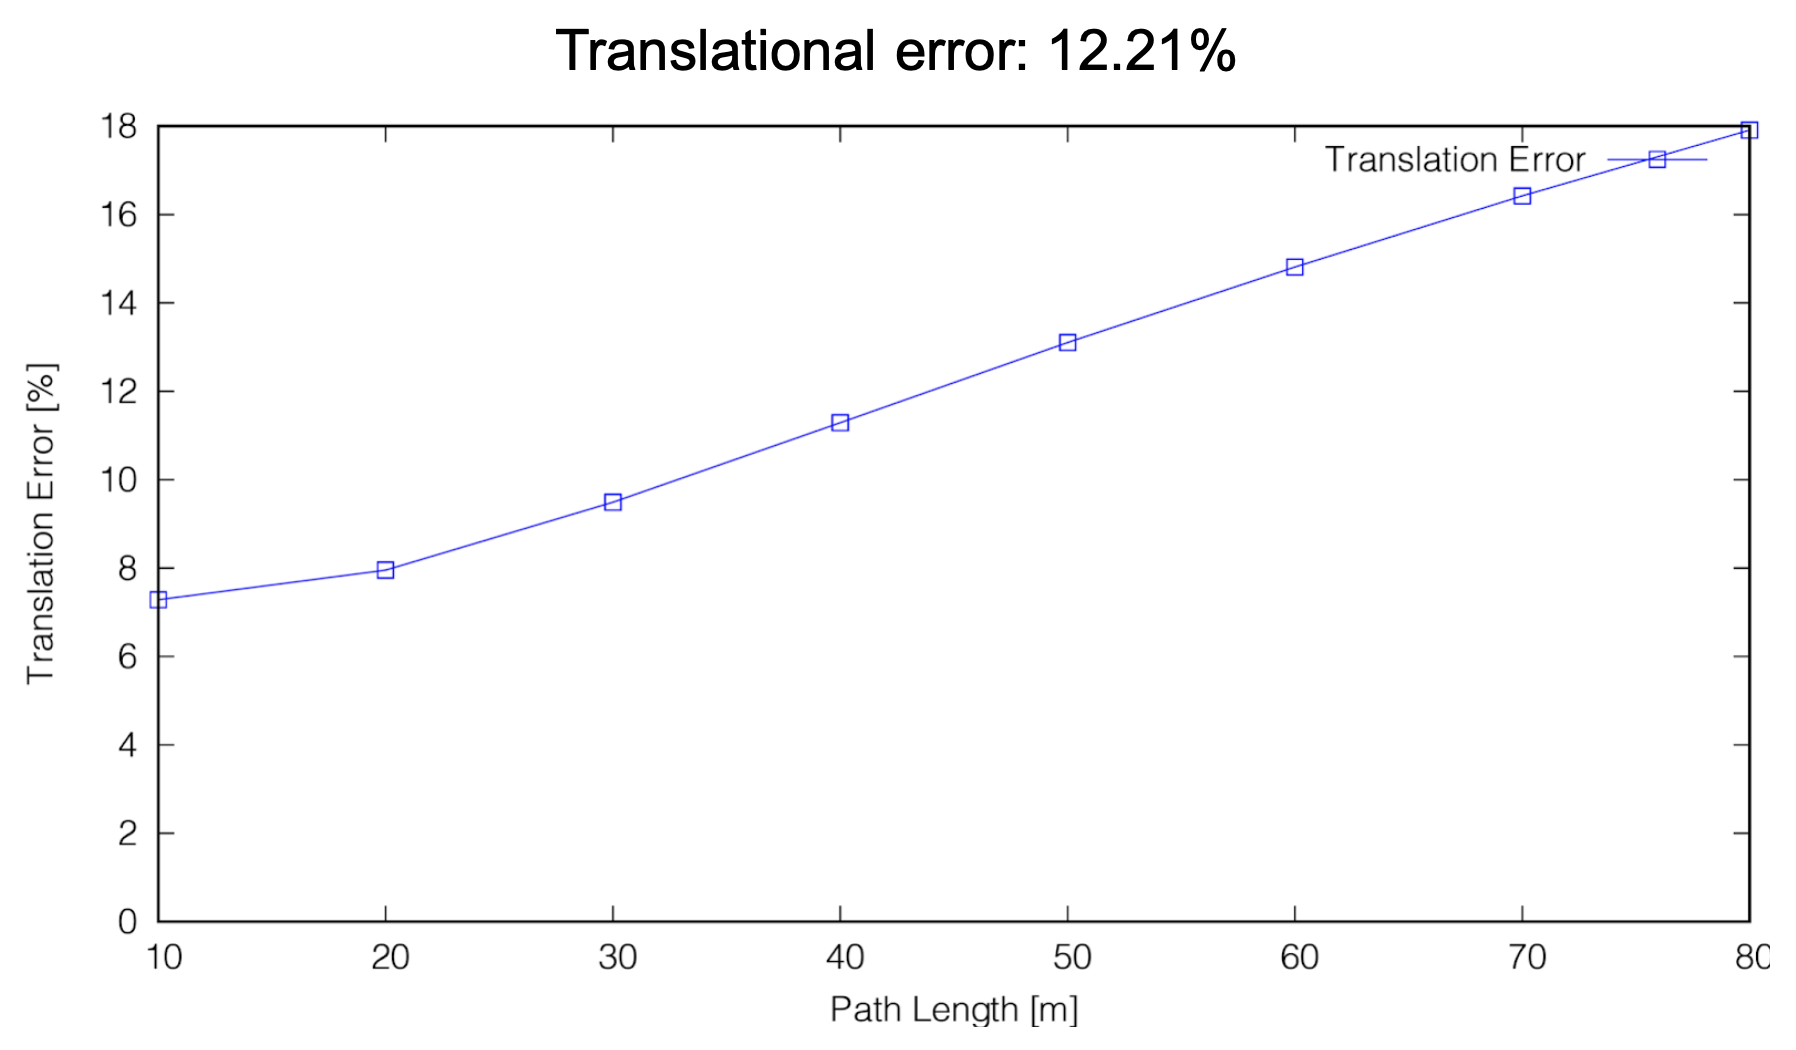 Translational error: 12.21%
18
Translation Error
16
14
12
10
8
6
4
2
0
10 20 30 40 50 60 70 80
Path Length [m]
Translation Error [%]